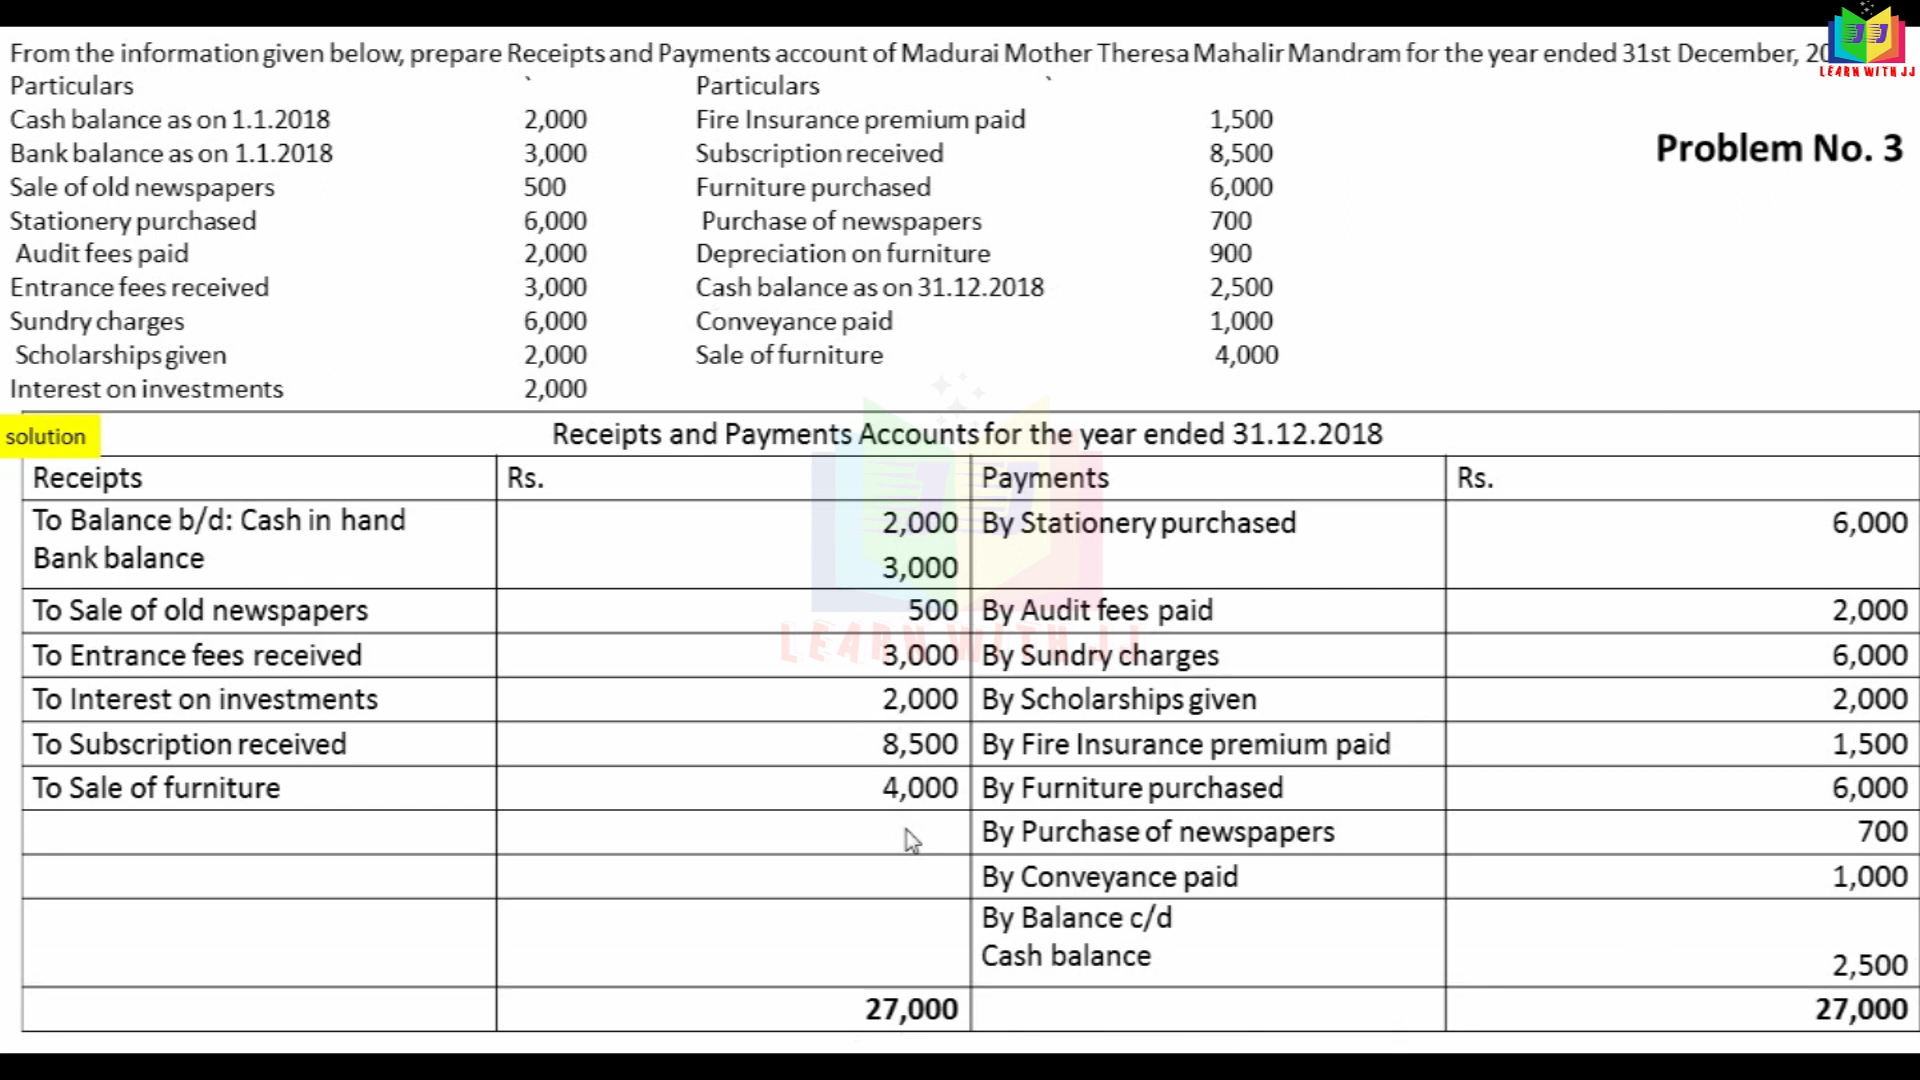 From the information given below, prepare Receipts and Payments account of Madurai Mother Theresa Mahalir Mandram for the year ended 31st December, 20
LEARN WITH JJ
Particulars ` Particulars `
Cash balance as on 1.1.2018 2,000 Fire Insurance premium paid 1,500
Problem No. 3
Bank balance as on 1.1.2018 3,000 Subscription received 8,500
Sale of old newspapers 500 Furniture purchased 6,000
Stationery purchased 6,000 Purchase of newspapers 700
Audit fees paid 2,000 Depreciation on furniture 900
Entrance fees received 3,000 Cash balance as on 31.12.2018 2,500
Sundry charges 6,000 Conveyance paid 1,000
Scholarships given 2,000 Sale of furniture 4,000
Interest on investments 2,000
solution
Receipts and Payments Accounts for the year ended 31.12.2018
Receipts Rs. Payments Rs.
To Balance b/d: Cash in hand 2,000 By Stationery purchased 6,000
Bank balance 3,000
To Sale of old newspapers 500 By Audit fees paid 2,000
LEARN WITH JJ
To Entrance fees received 3,000 By Sundry charges 6,000
To Interest on investments 2,000 By Scholarships given 2,000
To Subscription received 8,500 By Fire Insurance premium paid 1,500
To Sale of furniture 4,000 By Furniture purchased 6,000
By Purchase of newspapers 700
By Conveyance paid 1,000
By Balance c/d
Cash balance 2,500
27,000 27,000